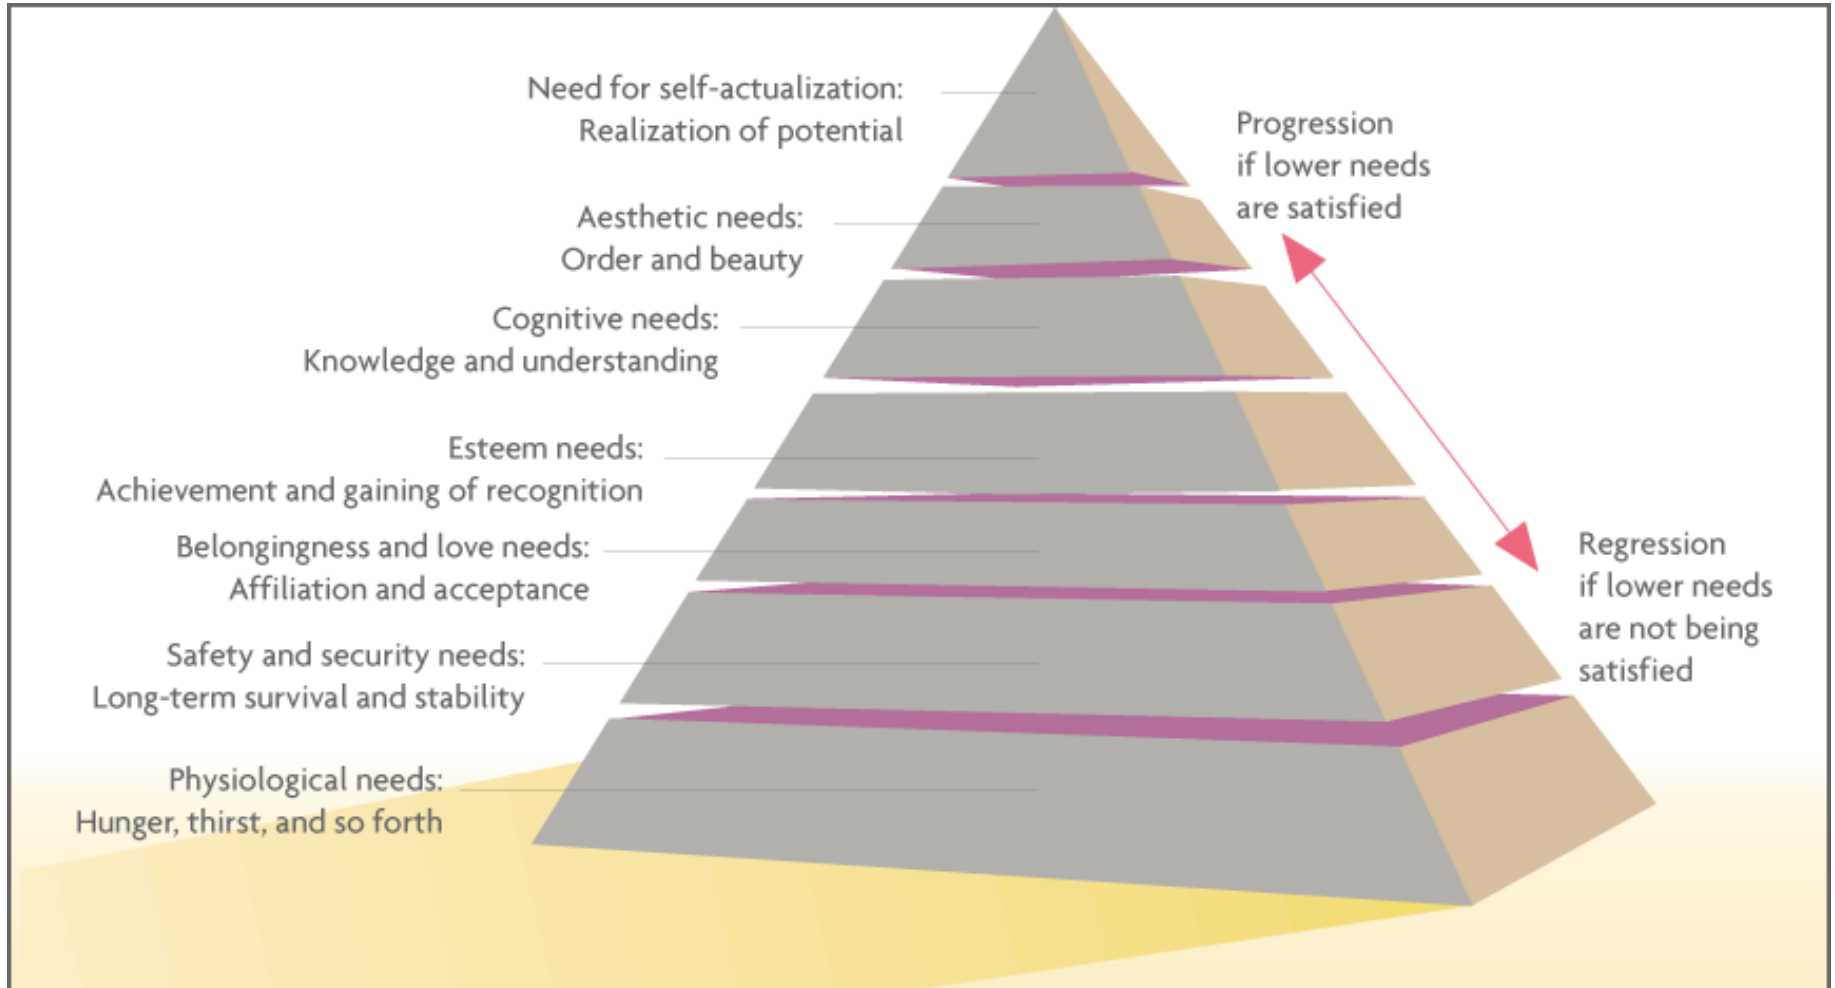 Need for self-actualization:
Realization of potential
Aesthetic needs:
Order and beauty
Cognitive needs:
Knowledge and understanding
Esteem needs:
Achievement and gaining of recognition
Belongingness and love needs:
Affiliation and acceptance
Safety and security needs:
Long-term survival and stability
Physiological needs:
Hunger, thirst, and so forth
Progression
if lower needs
are satisfied
Regression
if lower needs
are not being
satisfied